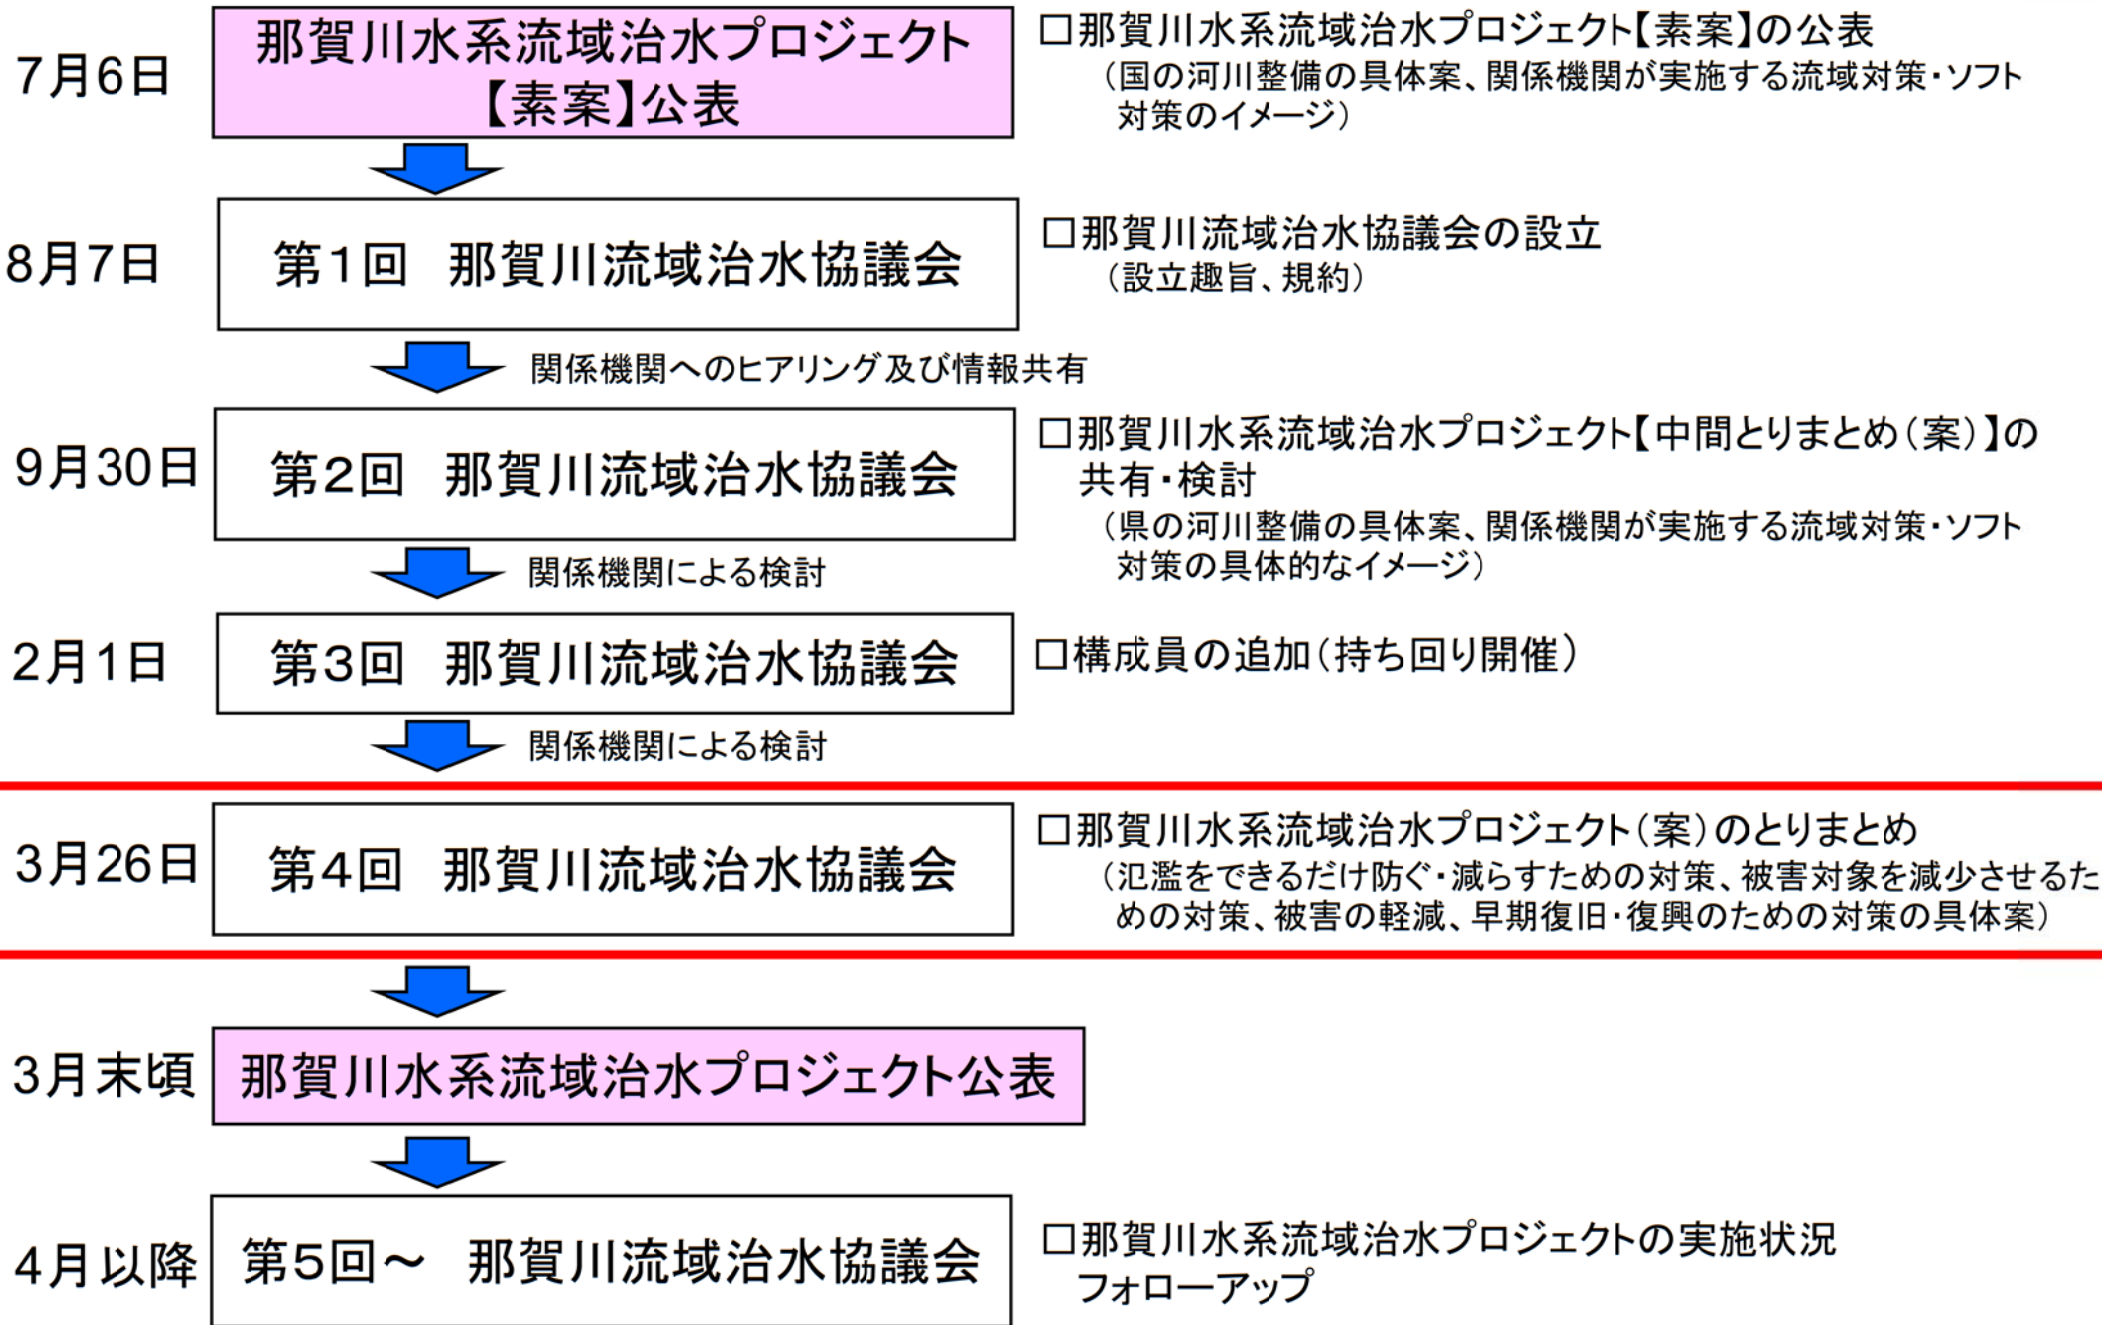 7月6日
那賀川水系流域治水プロジェクト
【素案】公表
□那賀川水系流域治水プロジェクト【素案】の公表
（国の河川整備の具体案、関係機関が実施する流域対策・ソフト
対策のイメージ）
8月7日
第1回　那賀川流域治水協議会
□那賀川流域治水協議会の設立
（設立趣旨、規約）
関係機関へのヒアリング及び情報共有
9月30日
第2回　那賀川流域治水協議会
□那賀川水系流域治水プロジェクト【中間とりまとめ（案）】の
共有・検討
（県の河川整備の具体案、関係機関が実施する流域対策・ソフト
対策の具体的なイメージ）
関係機関による検討
2月1日
第3回　那賀川流域治水協議会
□構成員の追加（持ち回り開催）
関係機関による検討
3月26日
第4回　那賀川流域治水協議会
□那賀川水系流域治水プロジェクト（案）のとりまとめ
（氾濫をできるだけ防ぐ・減らすための対策、被害対象を減少させるた
めの対策、被害の軽減、早期復旧・復興のための対策の具体案）
3月末頃
那賀川水系流域治水プロジェクト公表
4月以降
第5回～　那賀川流域治水協議会
□那賀川水系流域治水プロジェクトの実施状況
フォローアップ